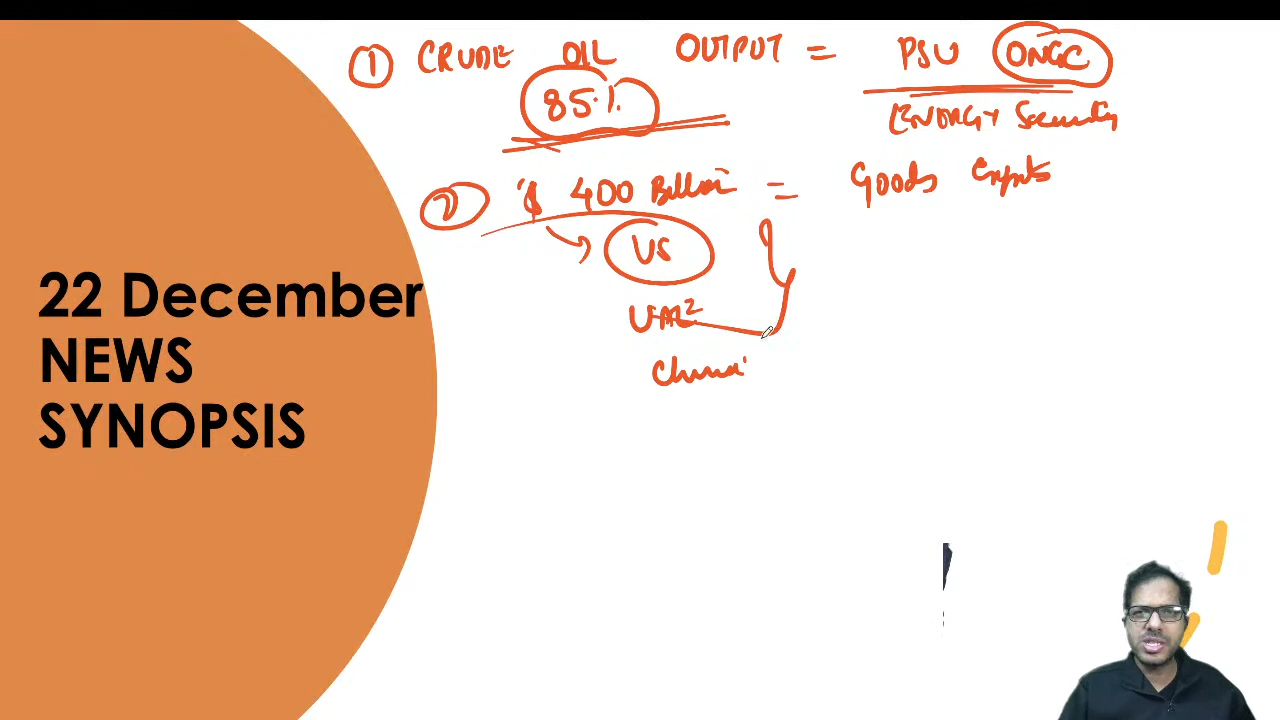 22 December
NEWS
SYNOPSIS
① CRUDE OIL OUTPUT = PSU ONGC
85% ENERGY Security
② $ 400 Billion = Goods Exports
US
UAE
China